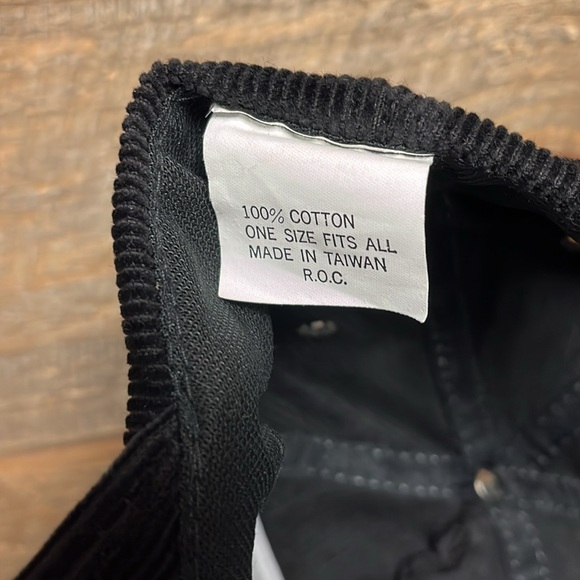 100% COTTON
ONE SIZE FITS ALL
MADE IN TAIWAN
R.O.C.